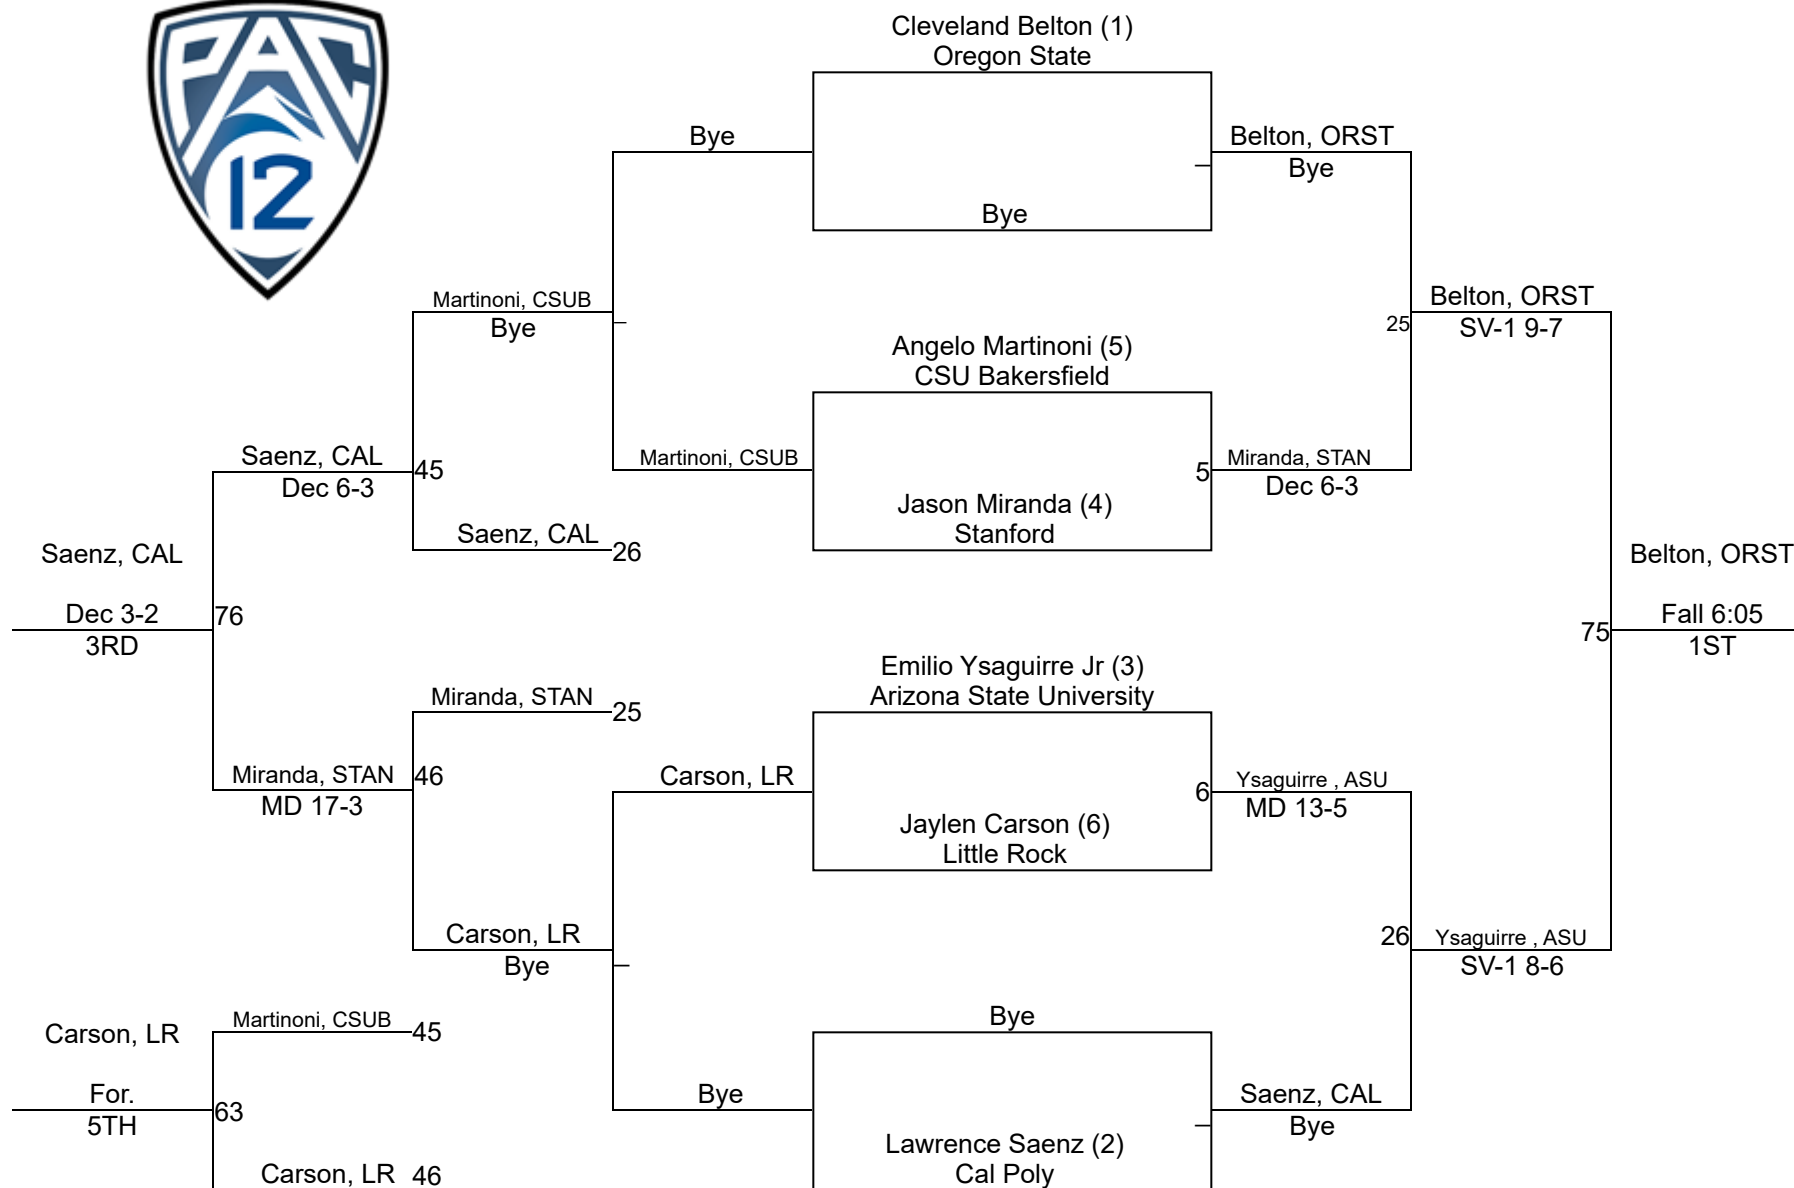 PAC
12
Cleveland Belton (1)
Oregon State
Bye
Belton, ORST
Bye
Bye
Martinoni, CSUB
Bye
Belton, ORST
25
SV-1 9-7
Angelo Martinoni (5)
CSU Bakersfield
Saenz, CAL
45
Dec 6-3
Martinoni, CSUB
5
Miranda, STAN
Dec 6-3
Jason Miranda (4)
Stanford
Saenz, CAL
26
Saenz, CAL
Belton, ORST
Dec 3-2
76
3RD
Fall 6:05
75
1ST
Emilio Ysaguirre Jr (3)
Arizona State University
Miranda, STAN
25
Miranda, STAN
46
MD 17-3
Carson, LR
6
Ysaguirre , ASU
MD 13-5
Jaylen Carson (6)
Little Rock
Carson, LR
Bye
26
Ysaguirre , ASU
SV-1 8-6
Carson, LR
Martinoni, CSUB
45
Bye
For.
63
5TH
Bye
Saenz, CAL
Bye
Lawrence Saenz (2)
Cal Poly
Carson, LR
46